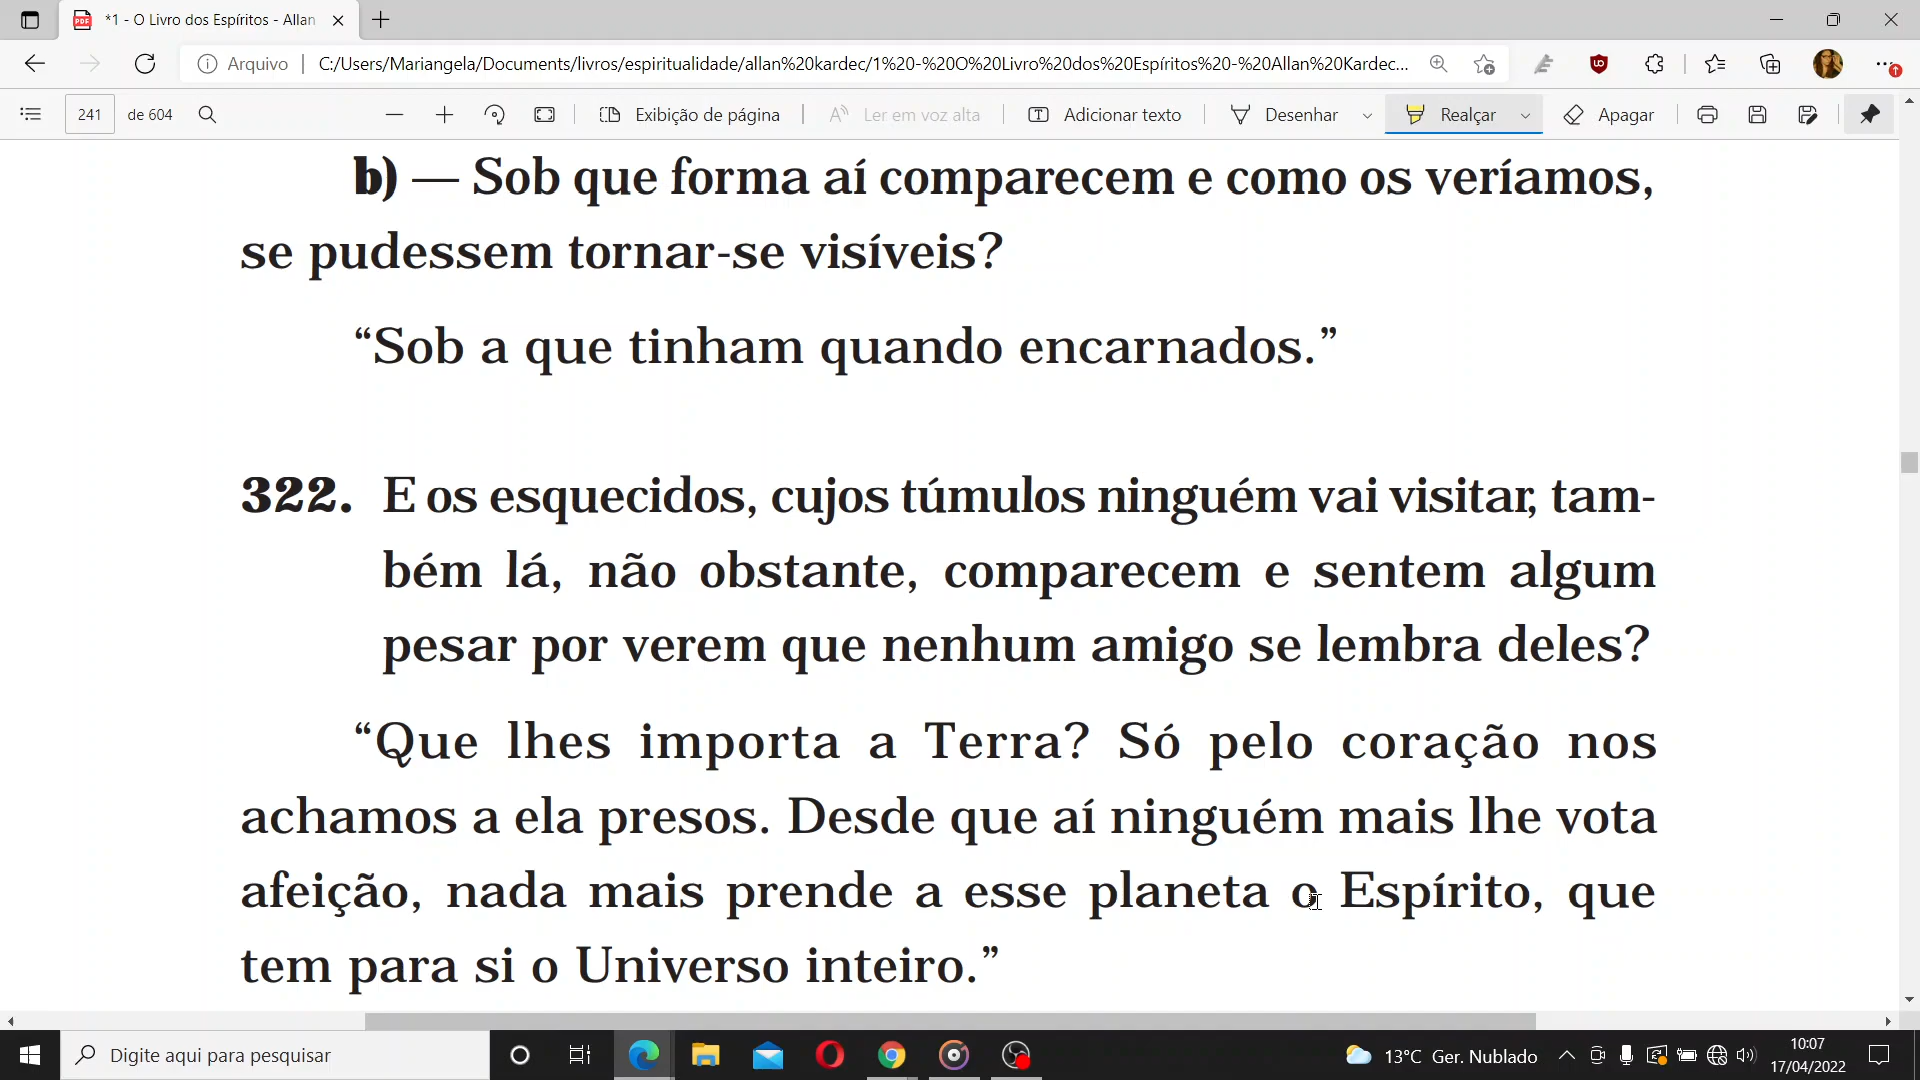 *1 - O Livro dos Espíritos - Allan
Arquivo
C:/Users/Mariangela/Documents/livros/espiritualidade/allan%20kardec/1%20-%20O%20Livro%20dos%20Espíritos%20-%20Allan%20Kardec...
241 de 604
Exibição de página
Ler em voz alta
Adicionar texto
Desenhar
Realçar
Apagar
b) — Sob que forma aí comparecem e como os veríamos,
se pudessem tornar-se visíveis?
“Sob a que tinham quando encarnados.”
322. E os esquecidos, cujos túmulos ninguém vai visitar, tam-
bém lá, não obstante, comparecem e sentem algum
pesar por verem que nenhum amigo se lembra deles?
“Que lhes importa a Terra? Só pelo coração nos
achamos a ela presos. Desde que aí ninguém mais lhe vota
afeição, nada mais prende a esse planeta o Espírito, que
tem para si o Universo inteiro.”
Digite aqui para pesquisar
13°C Ger. Nublado
10:07
17/04/2022